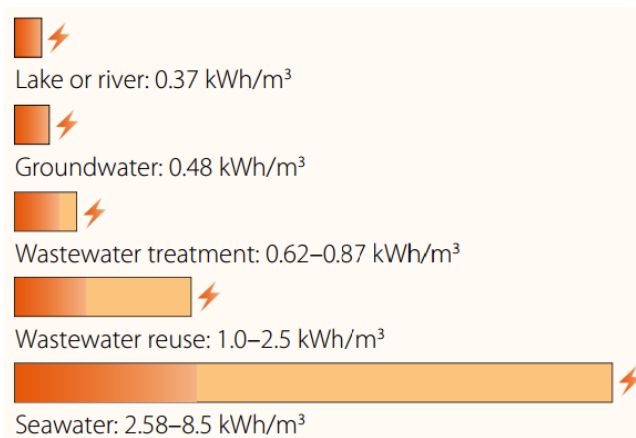 Lake or river: 0.37 kWh/m³
Groundwater: 0.48 kWh/m³
Wastewater treatment: 0.62–0.87 kWh/m³
Wastewater reuse: 1.0–2.5 kWh/m³
Seawater: 2.58–8.5 kWh/m³